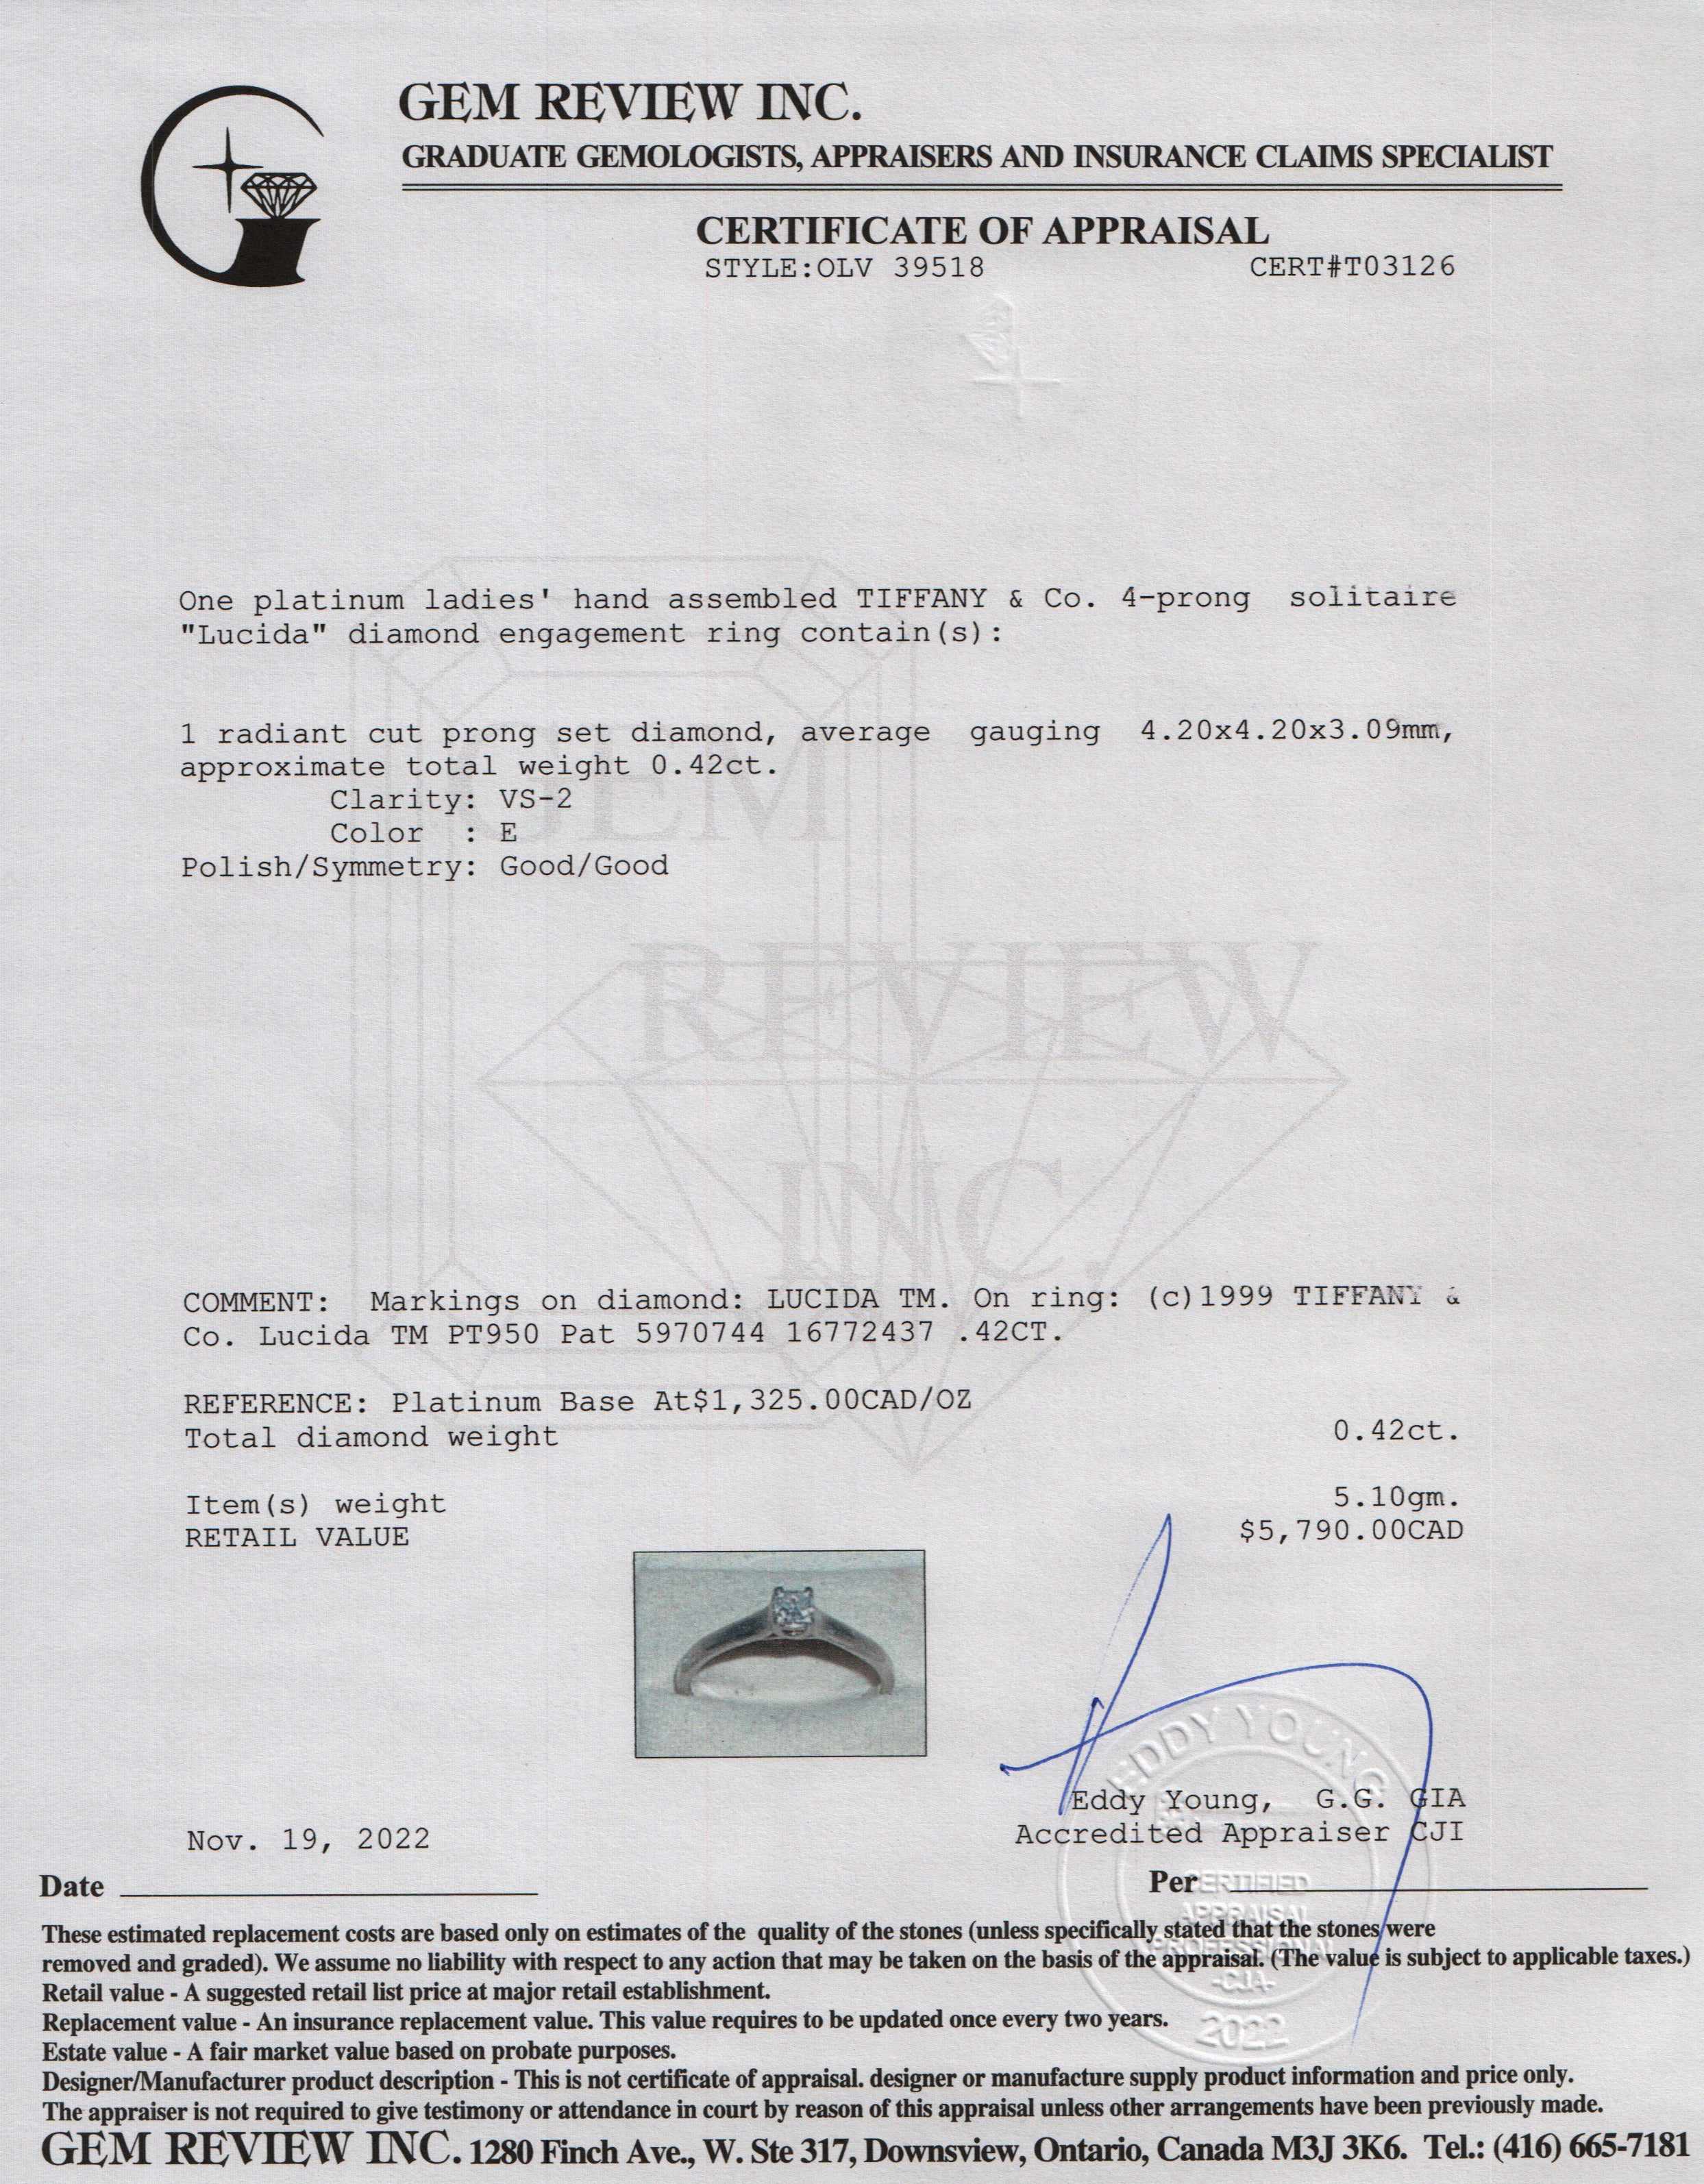 GEM REVIEW INC.
GRADUATE GEMOLOGISTS, APPRAISERS AND INSURANCE CLAIMS SPECIALIST
CERTIFICATE OF APPRAISAL
STYLE:OLV 39518 CERT#T03126
One platinum ladies' hand assembled TIFFANY & Co. 4-prong solitaire
"Lucida" diamond engagement ring contain(s):
1 radiant cut prong set diamond, average gauging 4.20x4.20x3.09mm,
approximate total weight 0.42ct.
Clarity: VS-2
Color : E
Polish/Symmetry: Good/Good
GEM
REVIEW
INC.
COMMENT: Markings on diamond: LUCIDA TM. On ring: (c)1999 TIFFANY &
Co. Lucida TM PT950 Pat 5970744 16772437 .42CT.
REFERENCE: Platinum Base At$1,325.00CAD/OZ
Total diamond weight 0.42ct.
Item(s) weight 5.10gm.
RETAIL VALUE $5,790.00CAD
EDDY YOUNG
Eddy Young, G.G. GIA
Nov. 19, 2022 Accredited Appraiser CJI
Date Per
CERTIFIED
APPRAISAL
PROFESSIONAL
-CJA-
2022
These estimated replacement costs are based only on estimates of the quality of the stones (unless specifically stated that the stones were
removed and graded). We assume no liability with respect to any action that may be taken on the basis of the appraisal. (The value is subject to applicable taxes.)
Retail value - A suggested retail list price at major retail establishment.
Replacement value - An insurance replacement value. This value requires to be updated once every two years.
Estate value - A fair market value based on probate purposes.
Designer/Manufacturer product description - This is not certificate of appraisal. designer or manufacture supply product information and price only.
The appraiser is not required to give testimony or attendance in court by reason of this appraisal unless other arrangements have been previously made.
GEM REVIEW INC. 1280 Finch Ave., W. Ste 317, Downsview, Ontario, Canada M3J 3K6. Tel.: (416) 665-7181